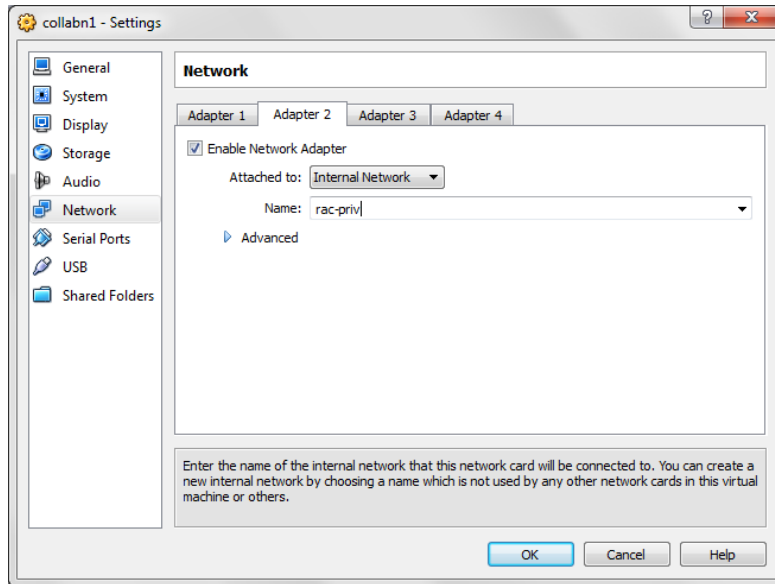 collabn1 - Settings
?
X
General
System
Display
Storage
Audio
Network
Serial Ports
USB
Shared Folders
Network
Adapter 1
Adapter 2
Adapter 3
Adapter 4
Enable Network Adapter
Attached to: Internal Network
Name: rac-priv
Advanced
Enter the name of the internal network that this network card will be connected to. You can create a
new internal network by choosing a name which is not used by any other network cards in this virtual
machine or others.
OK
Cancel
Help